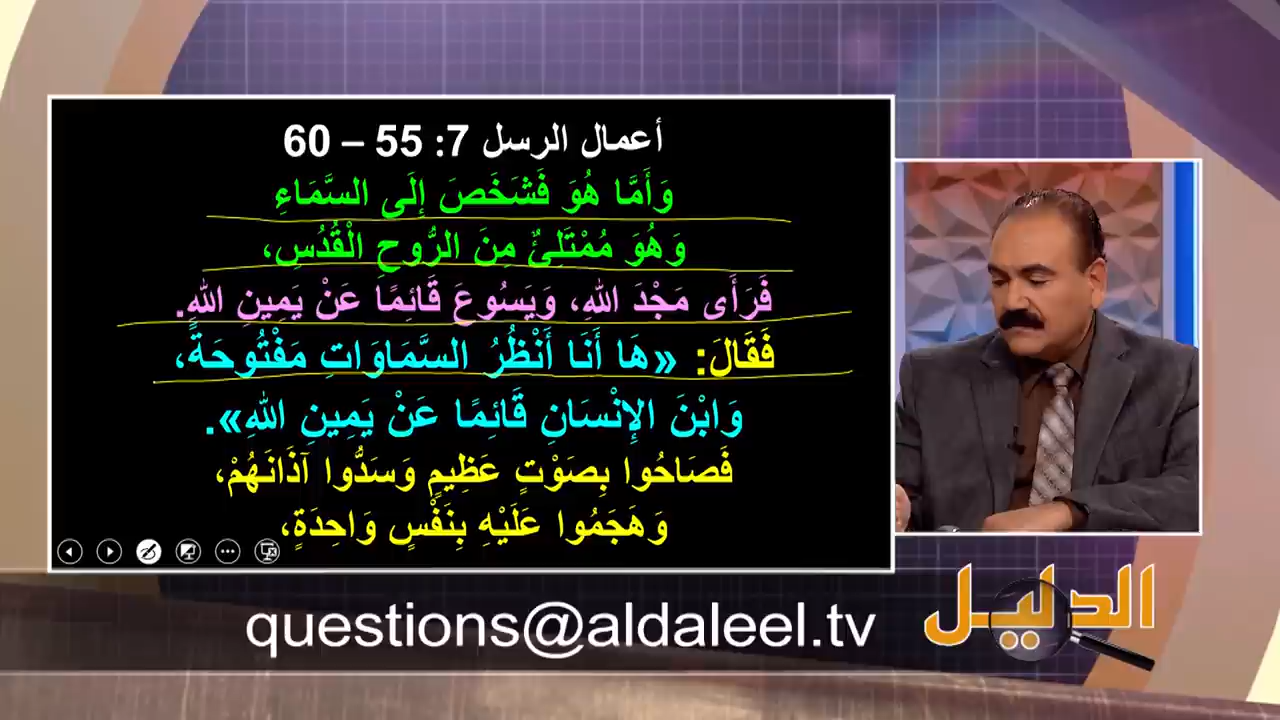 أعمال الرسل 7: 55 – 60
وَأَمَّا هُوَ فَشَخَصَ إِلَى السَّمَاءِ
وَهُوَ مُمْتَلِئٌ مِنَ الرُّوحِ الْقُدُسِ،
فَرَأَى مَجْدَ اللهِ، وَيَسُوعَ قَائِمًا عَنْ يَمِينِ اللهِ.
فَقَالَ: «هَا أَنَا أَنْظُرُ السَّمَاوَاتِ مَفْتُوحَةً،
وَابْنَ الإِنْسَانِ قَائِمًا عَنْ يَمِينِ اللهِ».
فَصَاحُوا بِصَوْتٍ عَظِيمٍ وَسَدُّوا آذَانَهُمْ،
وَهَجَمُوا عَلَيْهِ بِنَفْسٍ وَاحِدَةٍ،
questions@aldaleel.tv
الدليل